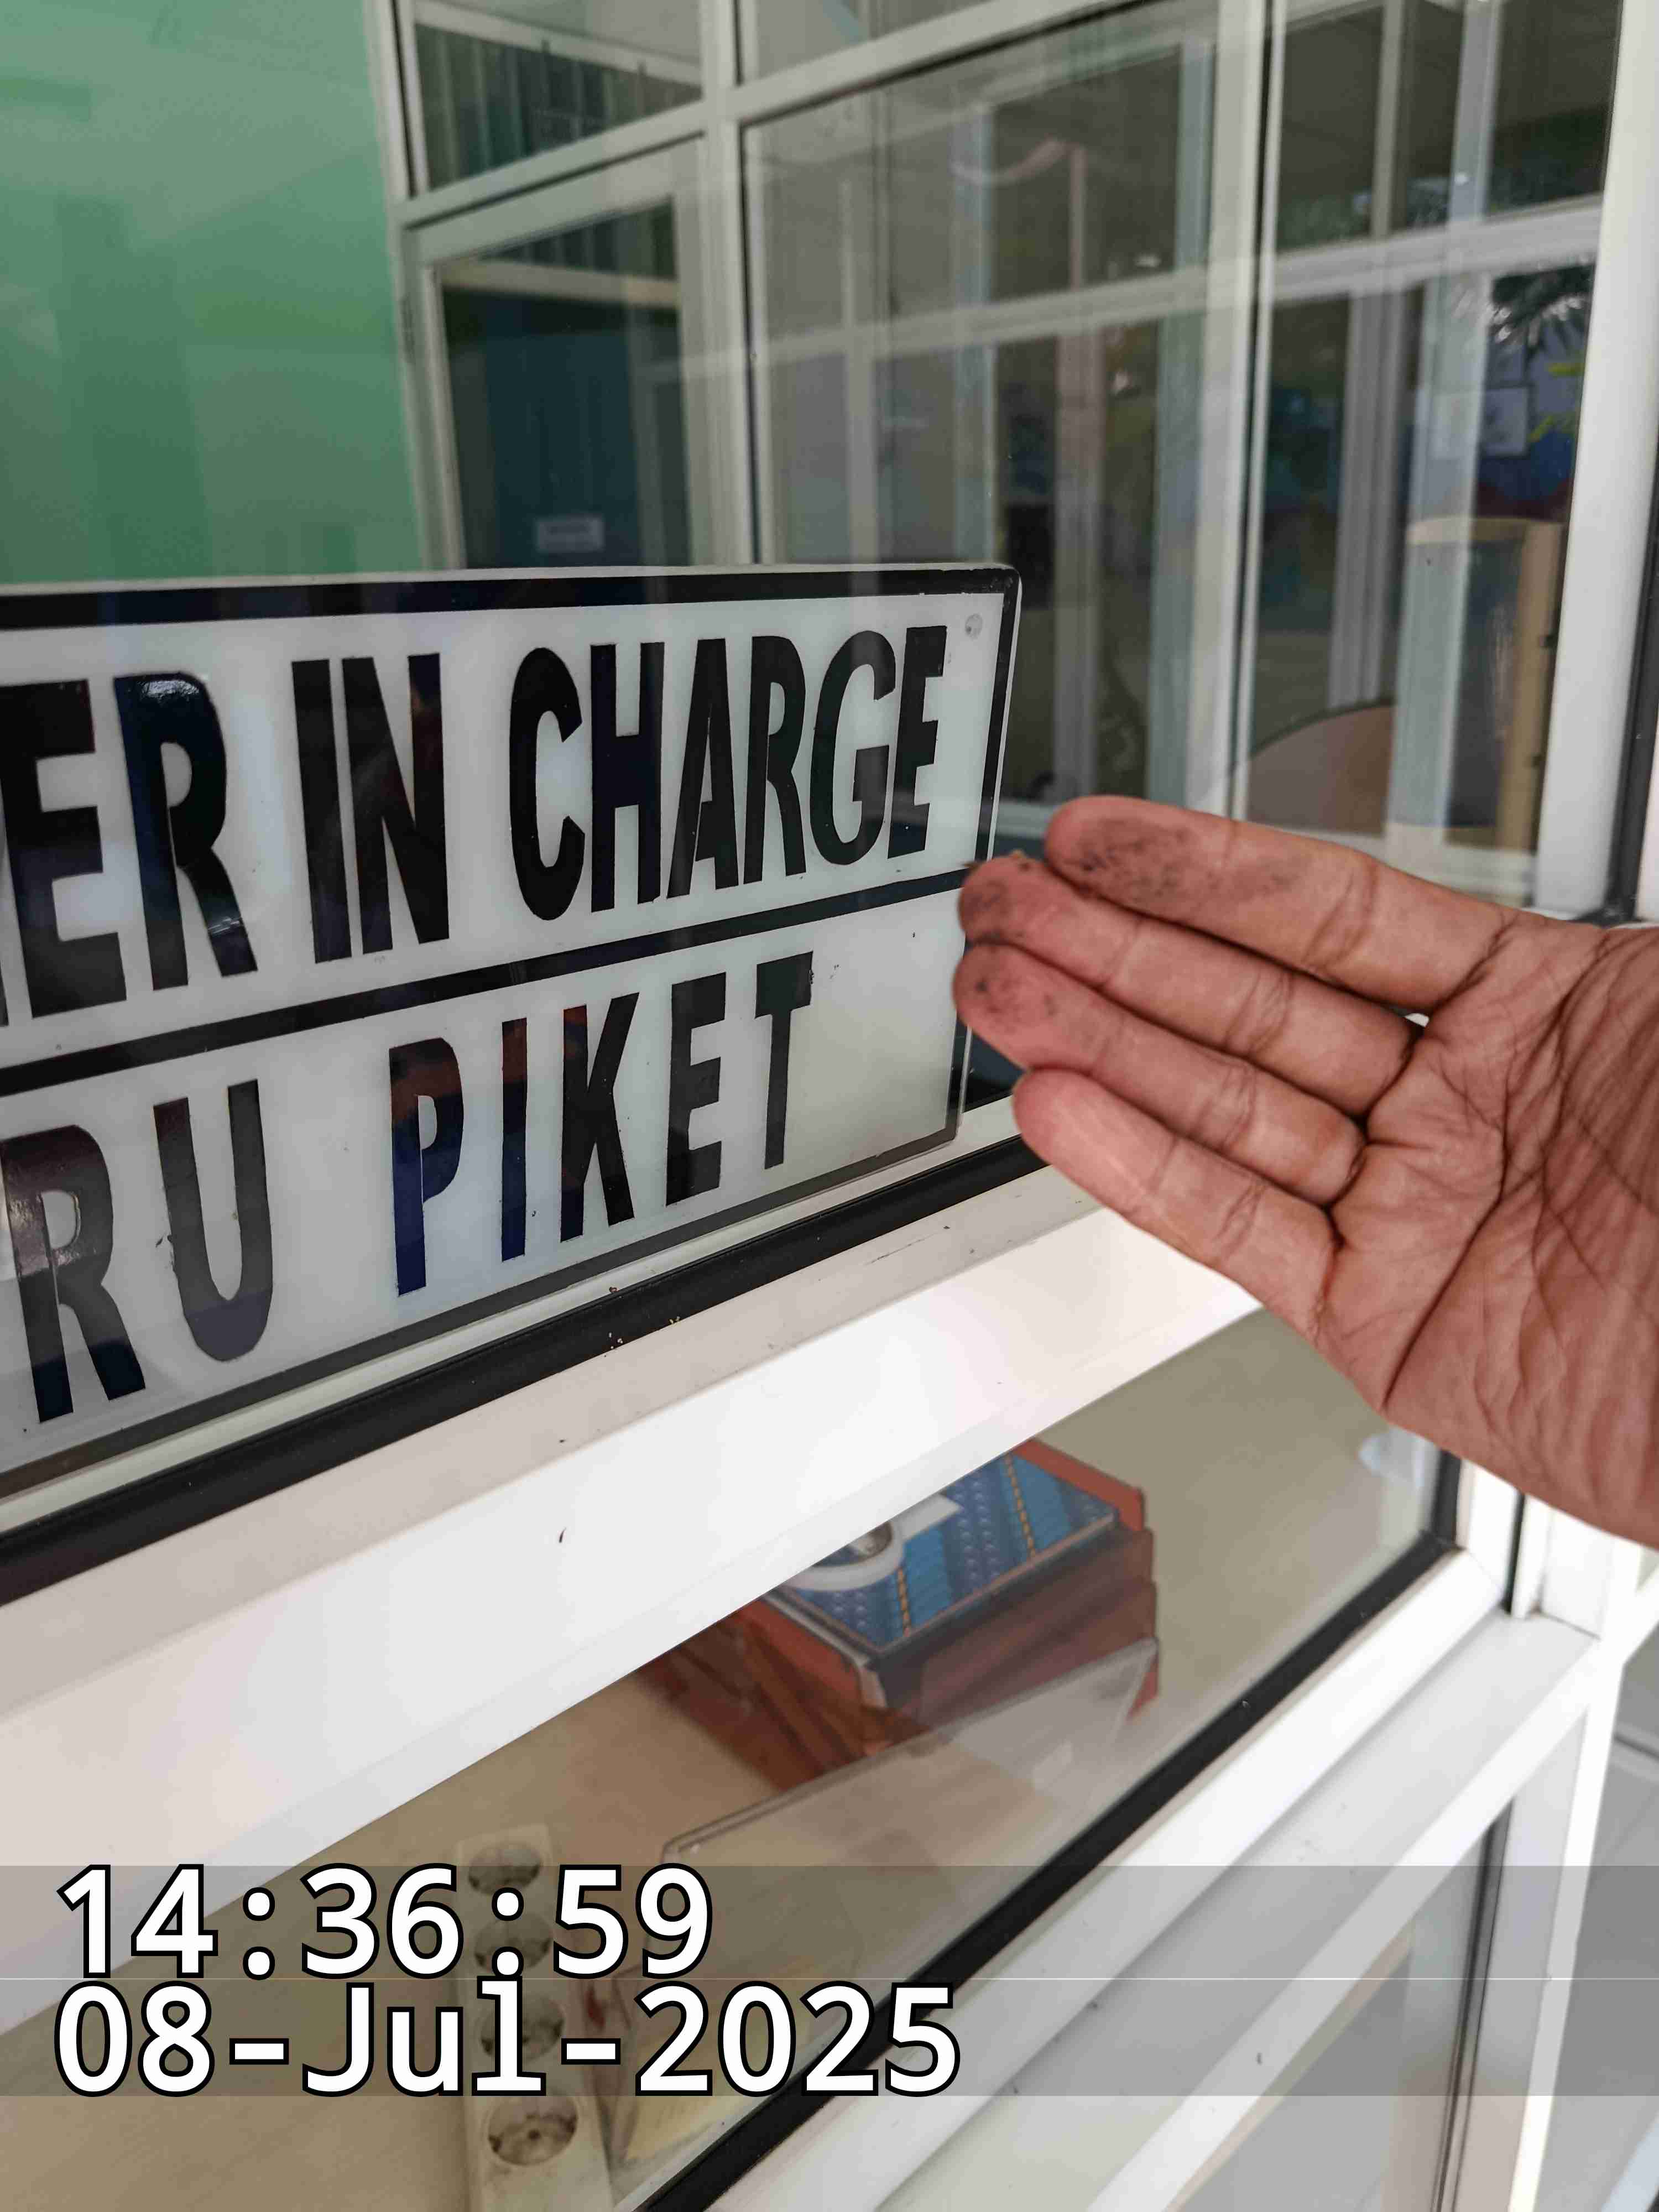 ER IN CHARGE
RU PIKET
14:36:59
08-Jul-2025